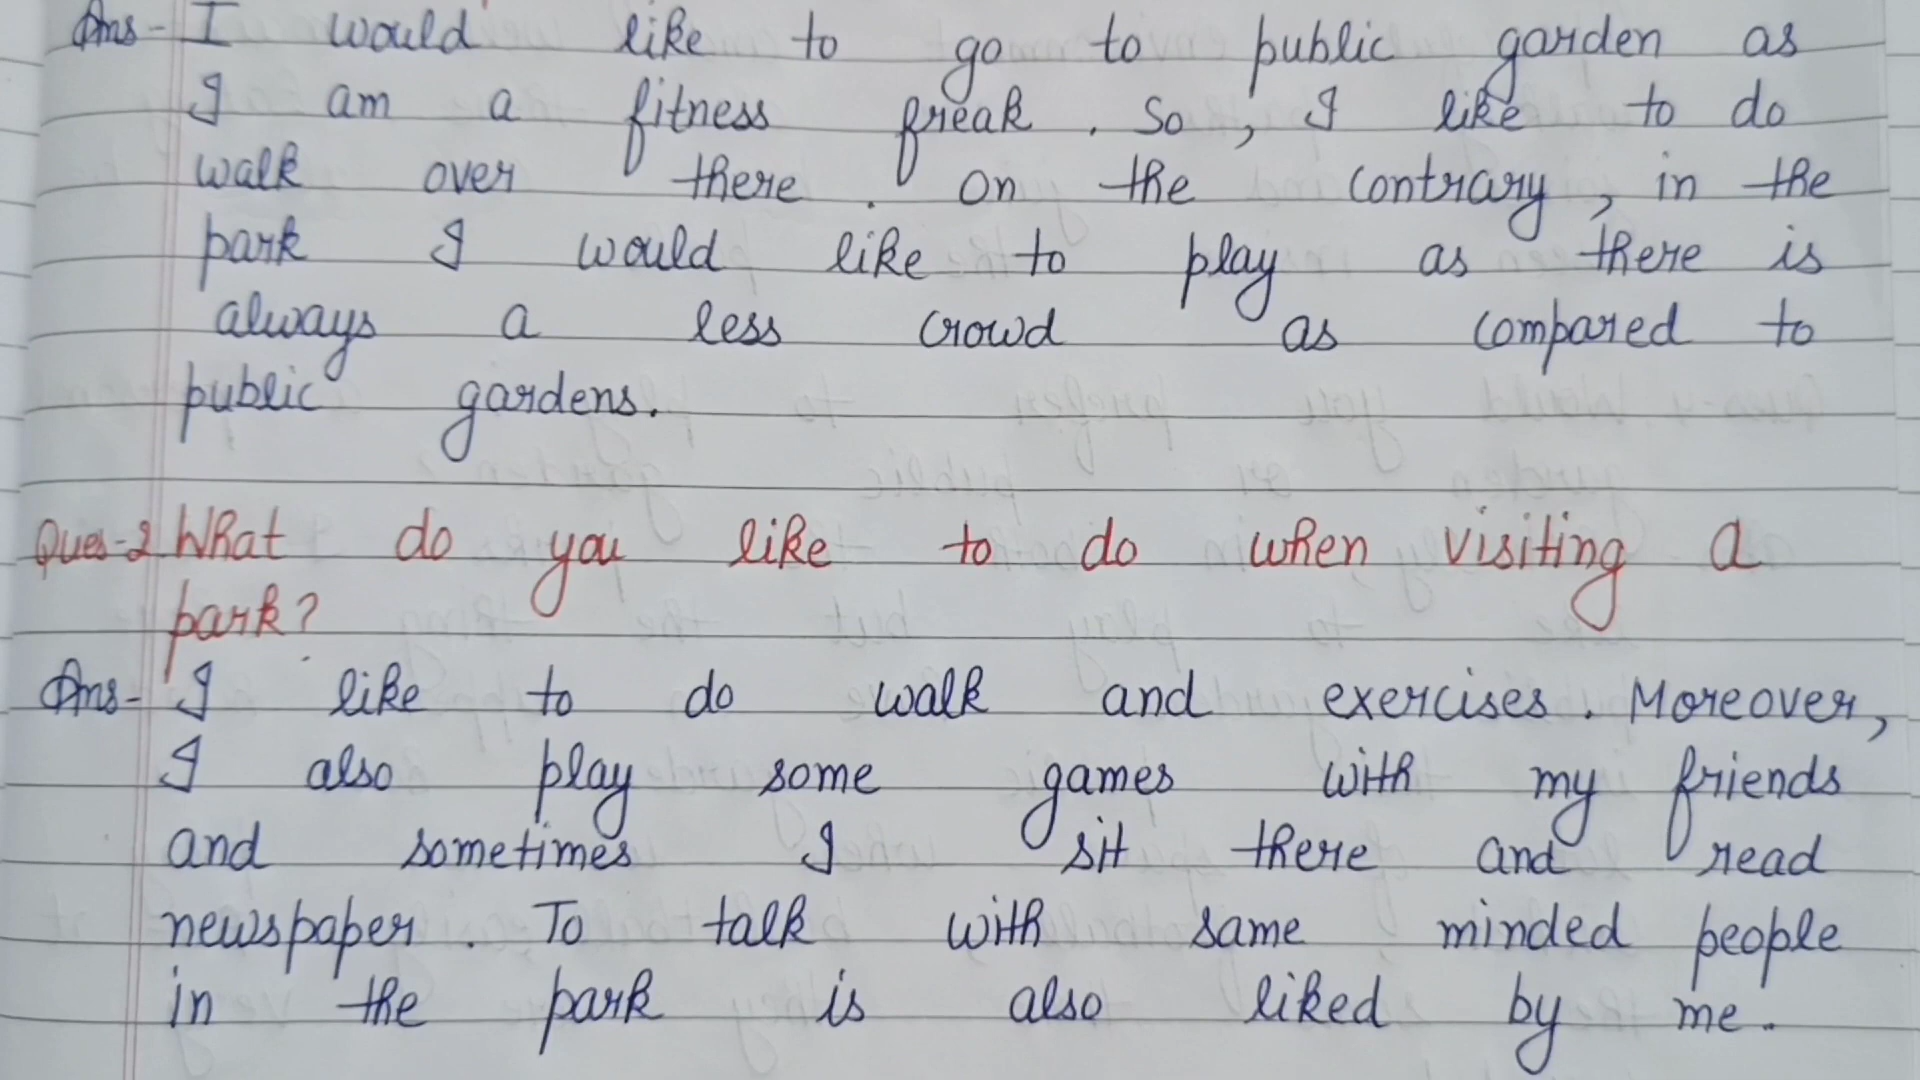 Ans- I would like to go to public garden as
I am a fitness freak. So, I like to do
walk over there. On the contrary, in the
park I would like to play as there is
always a less crowd as compared to
public gardens.
Ques-2 What do you like to do when visiting a
park?
Ans- I like to do walk and exercises. Moreover,
I also play some games with my friends
and sometimes I sit there and read
newspaper. To talk with same minded people
in the park is also liked by me.